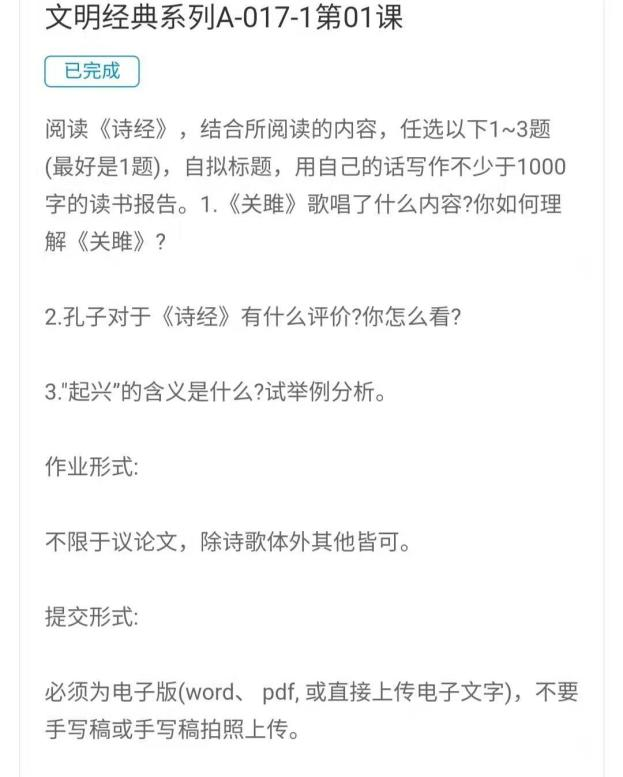 文明经典系列A-017-1第01课
已完成
阅读《诗经》，结合所阅读的内容，任选以下1~3题
(最好是1题)，自拟标题，用自己的话写作不少于1000
字的读书报告。1.《关雎》歌唱了什么内容?你如何理
解《关雎》?
2.孔子对于《诗经》有什么评价?你怎么看?
3."起兴”的含义是什么?试举例分析。
作业形式:
不限于议论文，除诗歌体外其他皆可。
提交形式:
必须为电子版(word、 pdf, 或直接上传电子文字)，不要
手写稿或手写稿拍照上传。